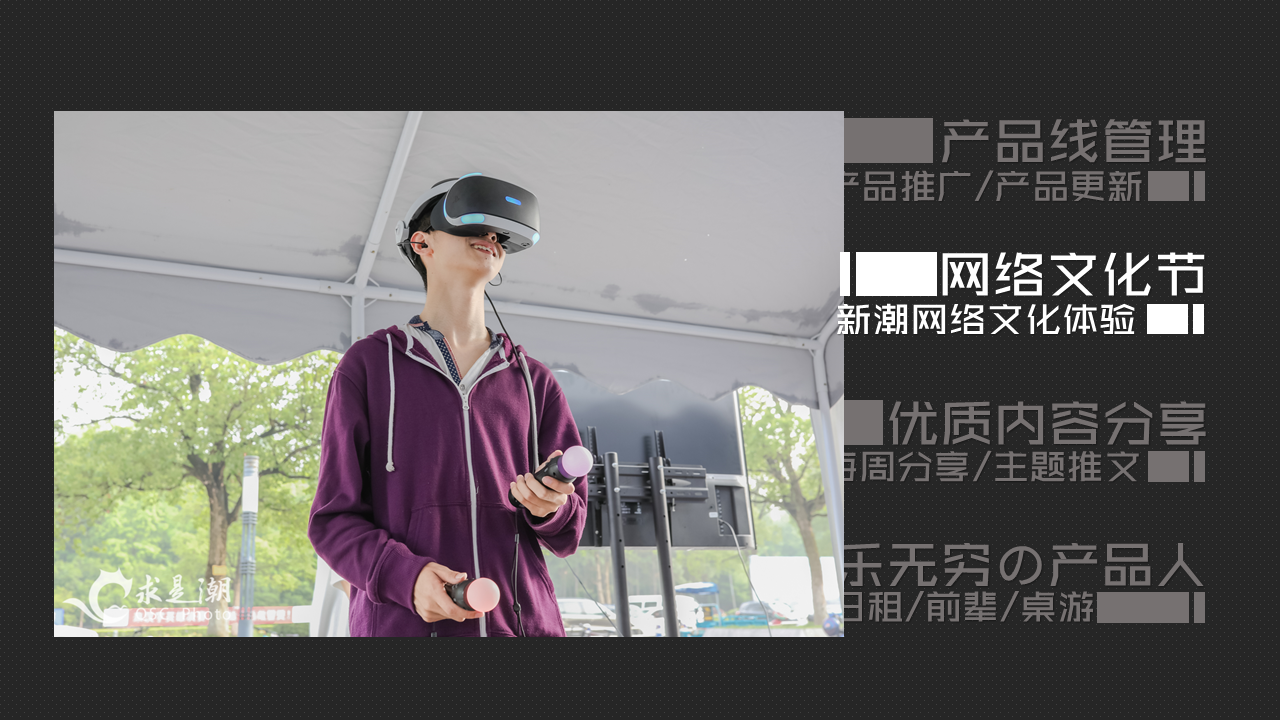 产品线管理
产品推广/产品更新
网络文化节
新潮网络文化体验
优质内容分享
每周分享/主题推文
乐无穷の产品人
日租/前辈/桌游
求是潮
QSC Photo